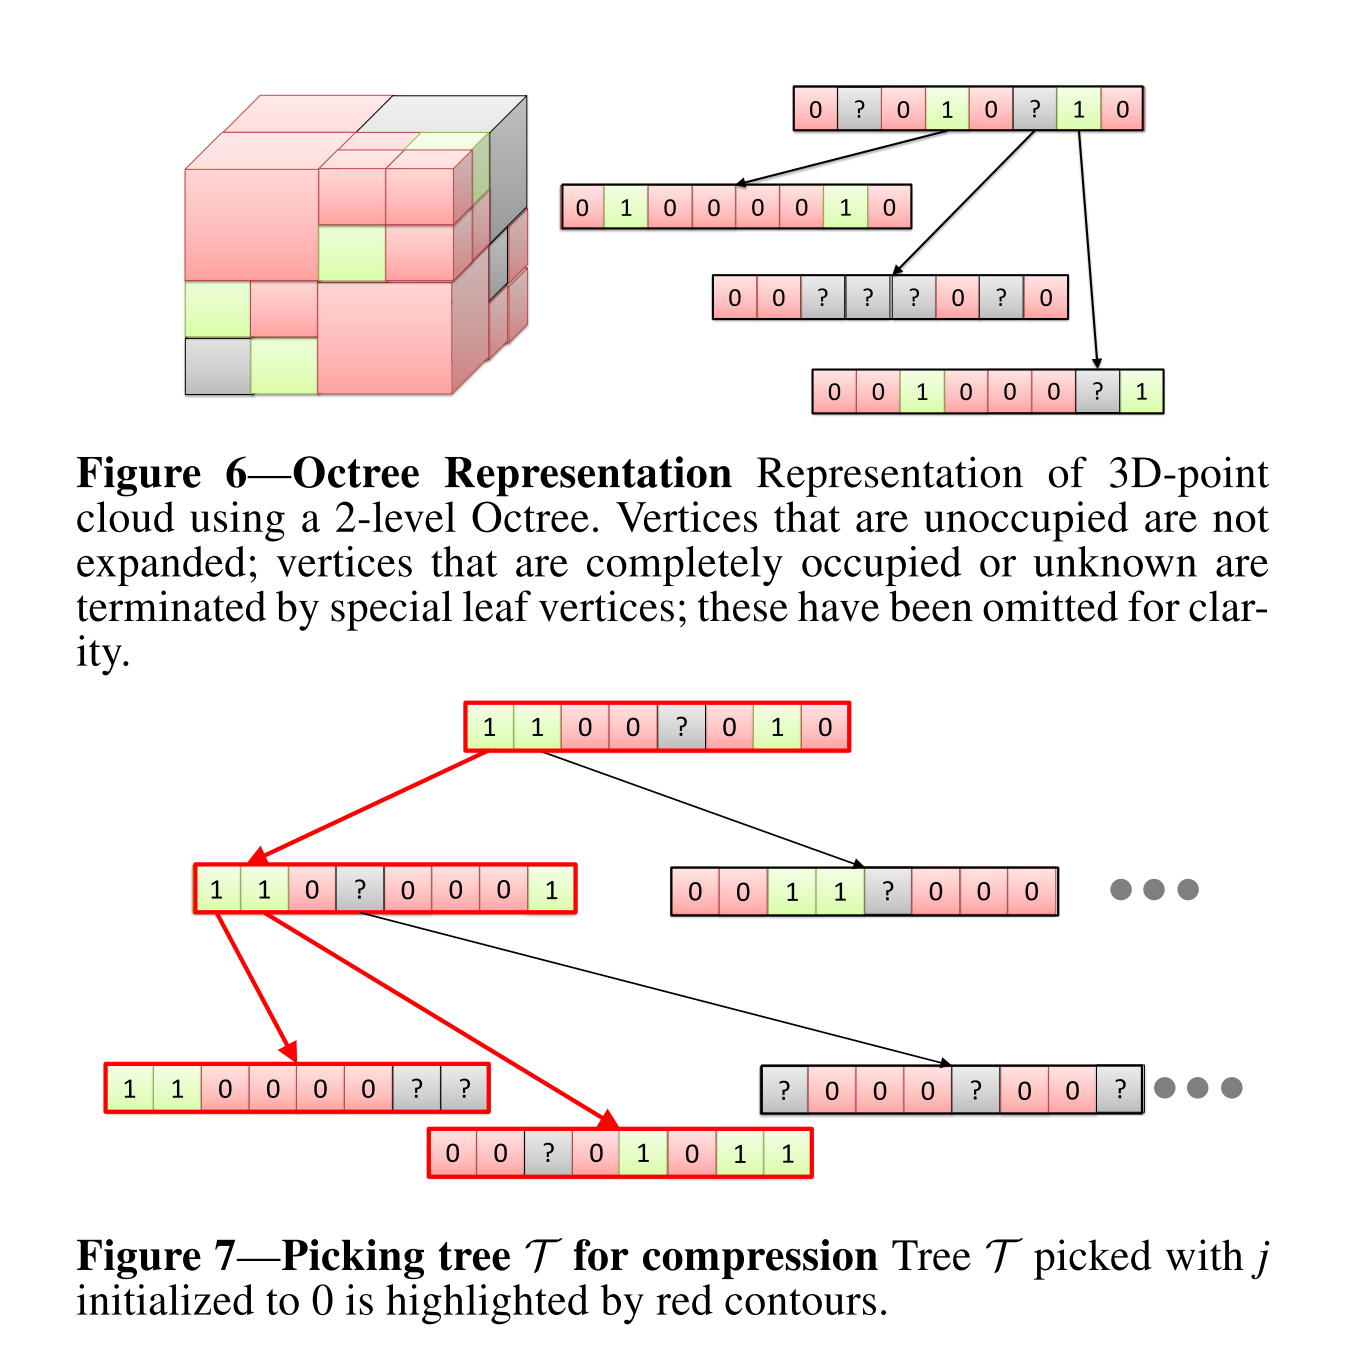 0 ? 0 1 0 ? 1 0
0 1 0 0 0 0 1 0
0 0 ? ? ? 0 ? 0
0 0 1 0 0 0 ? 1
Figure 6—Octree Representation Representation of 3D-point
cloud using a 2-level Octree. Vertices that are unoccupied are not
expanded; vertices that are completely occupied or unknown are
terminated by special leaf vertices; these have been omitted for clar-
ity.
1 1 0 0 ? 0 1 0
1 1 0 ? 0 0 0 1
0 0 1 1 ? 0 0 0
1 1 0 0 0 0 ? ?
? 0 0 0 ? 0 0 ?
0 0 ? 0 1 0 1 1
Figure 7—Picking tree 𝒯 for compression Tree 𝒯 picked with j
initialized to 0 is highlighted by red contours.